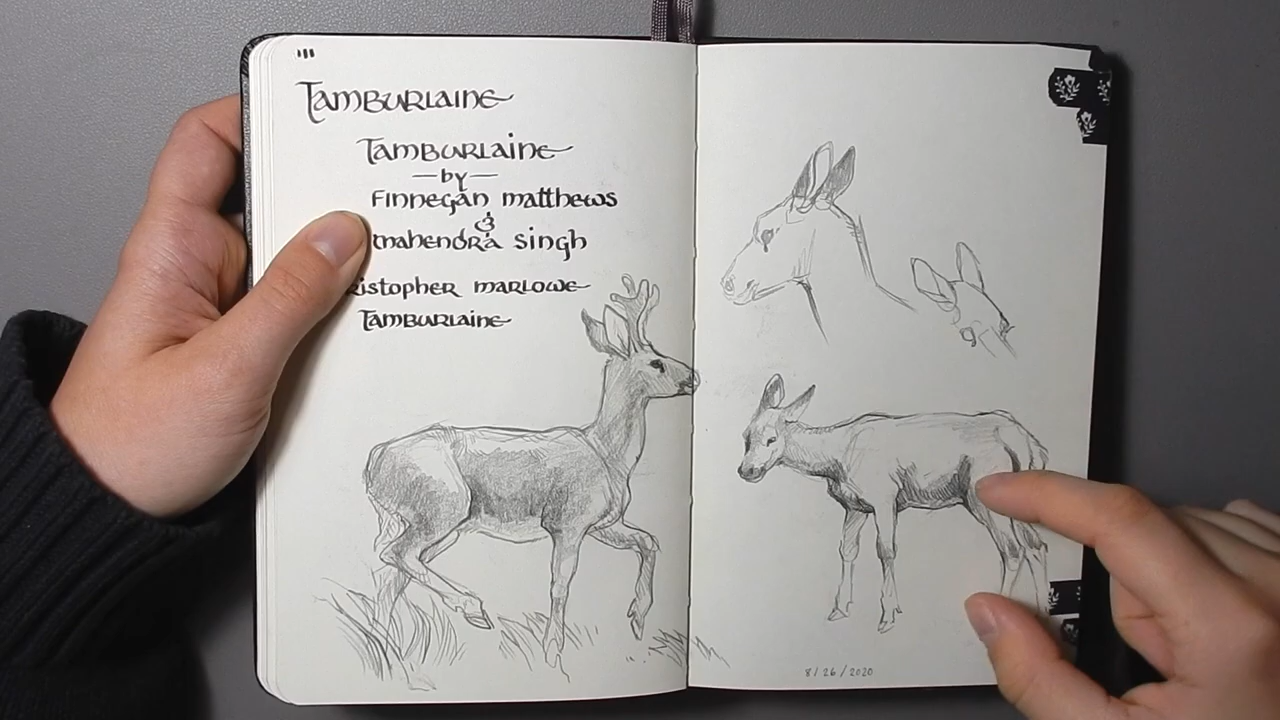 Tamburlaine
Tamburlaine
—by—
Finnegan Matthews
&
Mahendra Singh
ristopher Marlowe
Tamburlaine
8/26/2020